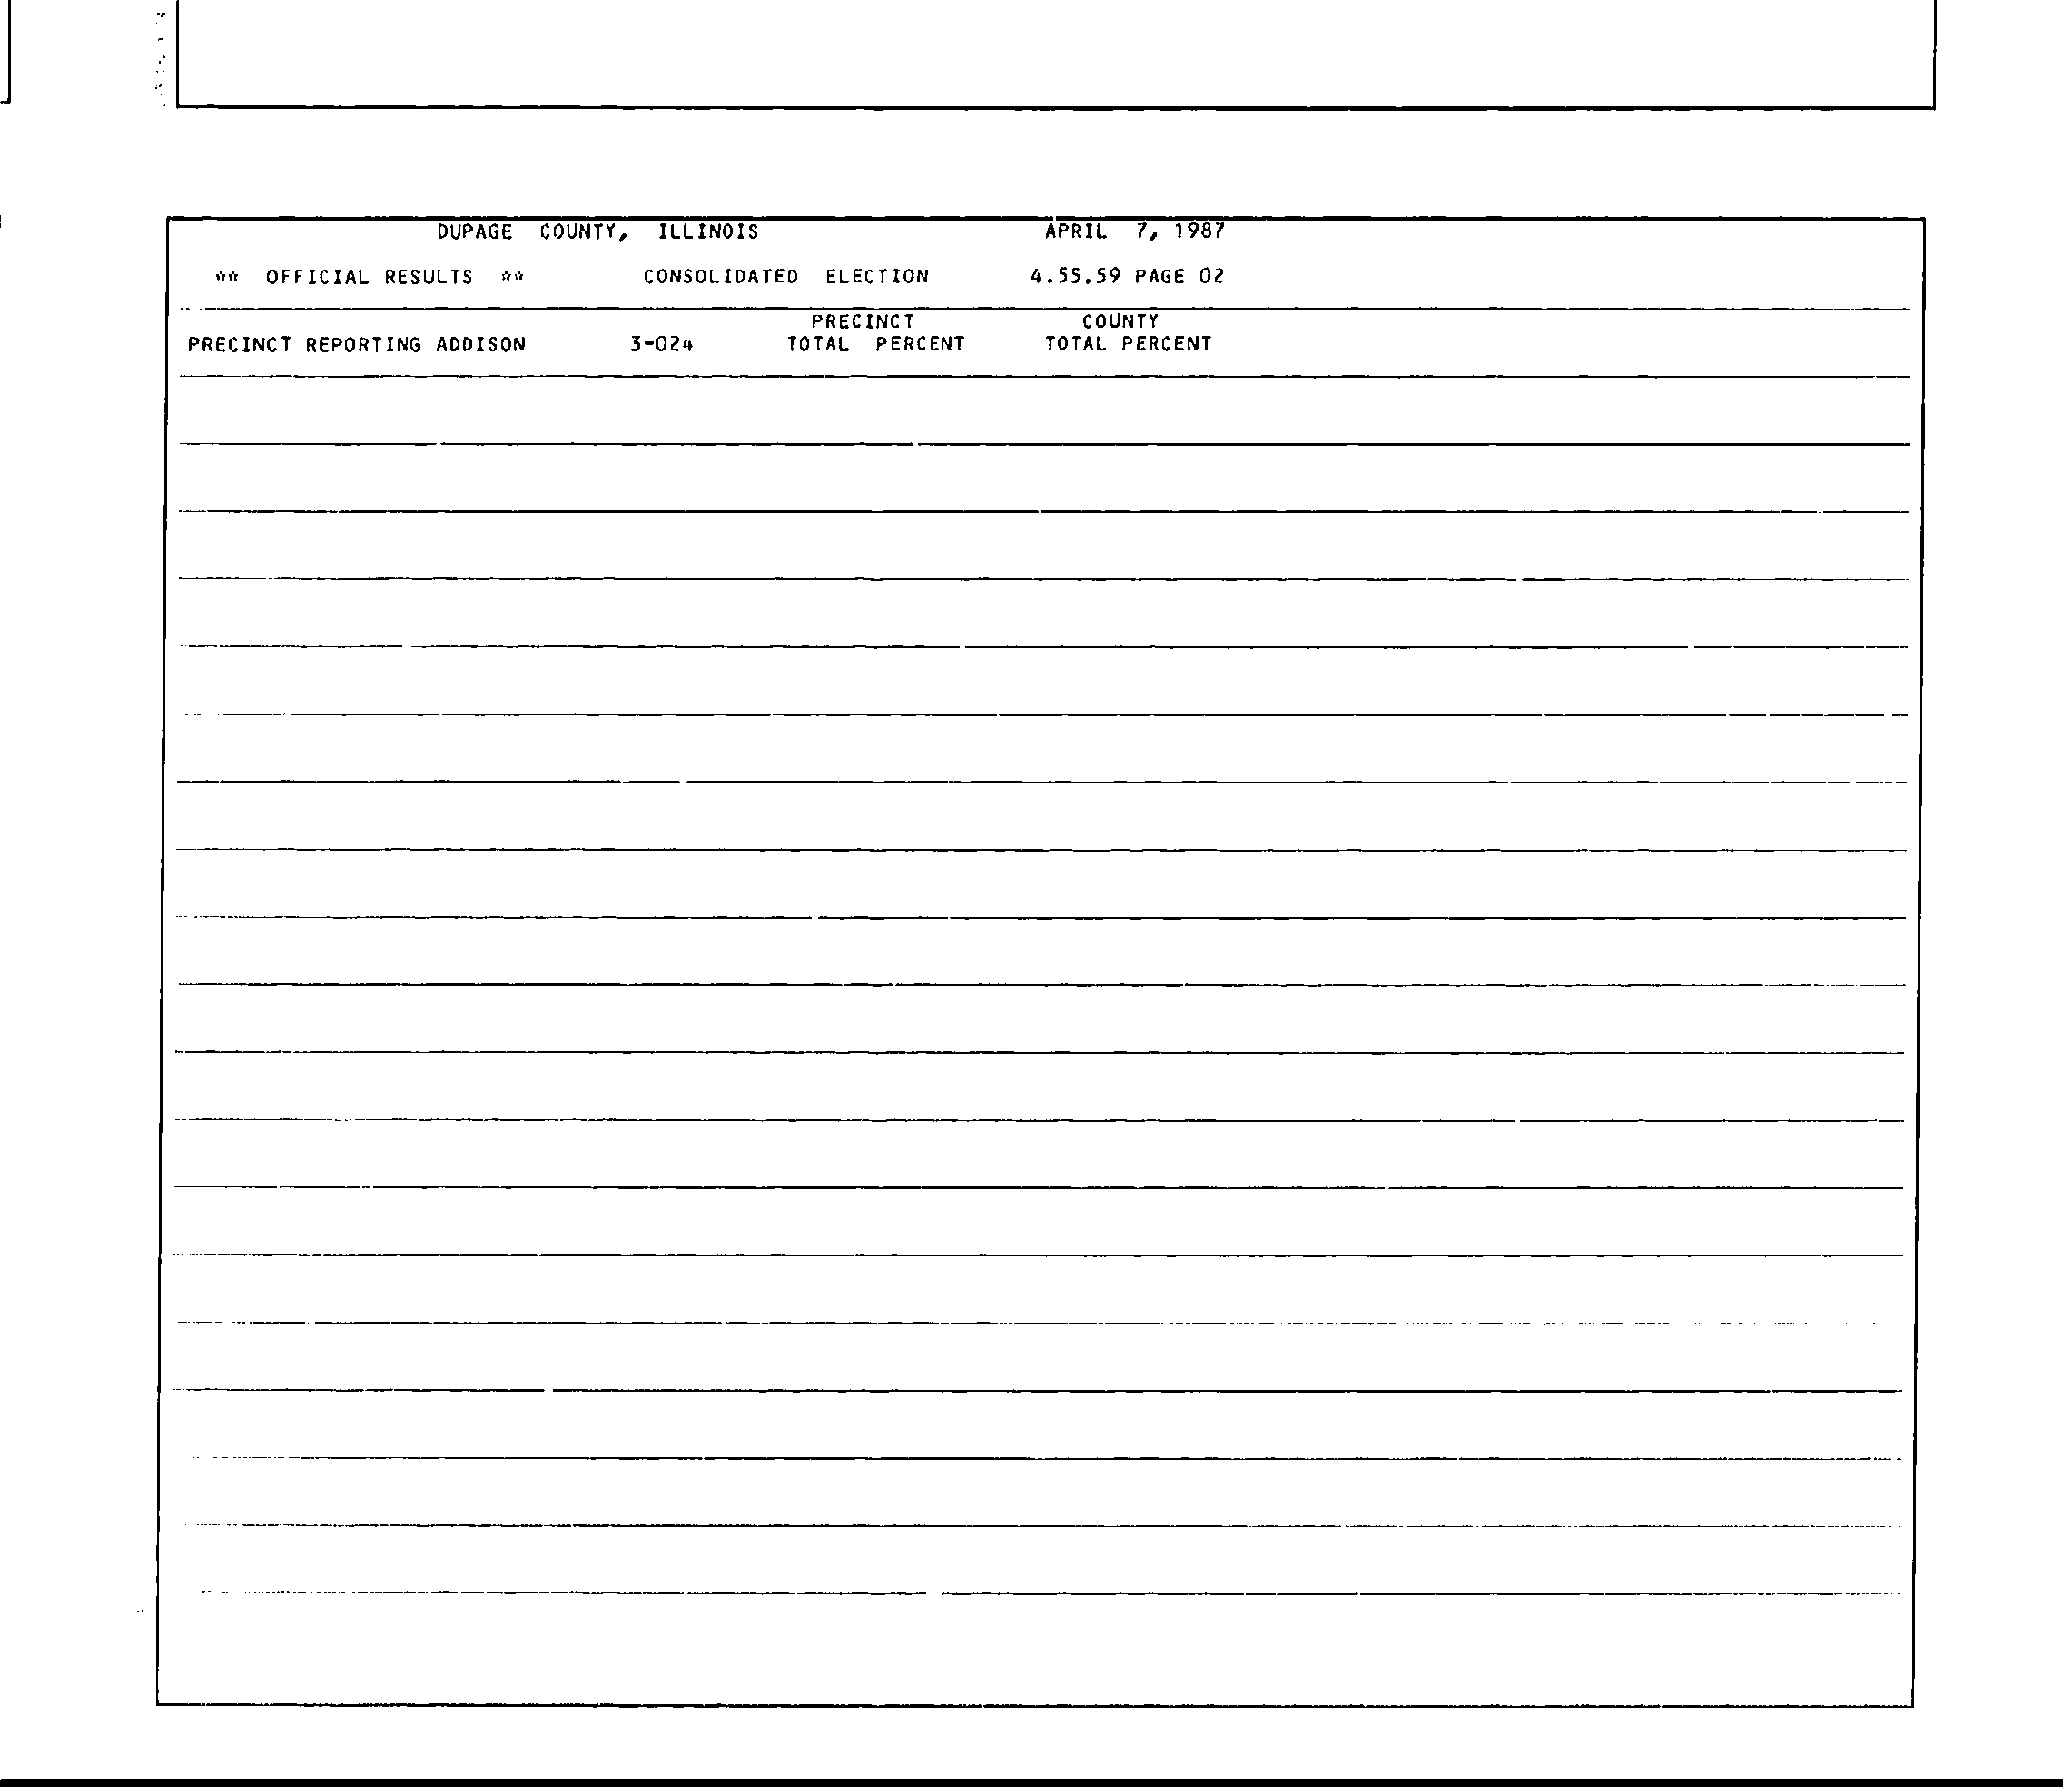 DUPAGE COUNTY, ILLINOIS APRIL 7, 1987
** OFFICIAL RESULTS ** CONSOLIDATED ELECTION 4.55.59 PAGE 02
PRECINCT COUNTY
PRECINCT REPORTING ADDISON 3-024 TOTAL PERCENT TOTAL PERCENT